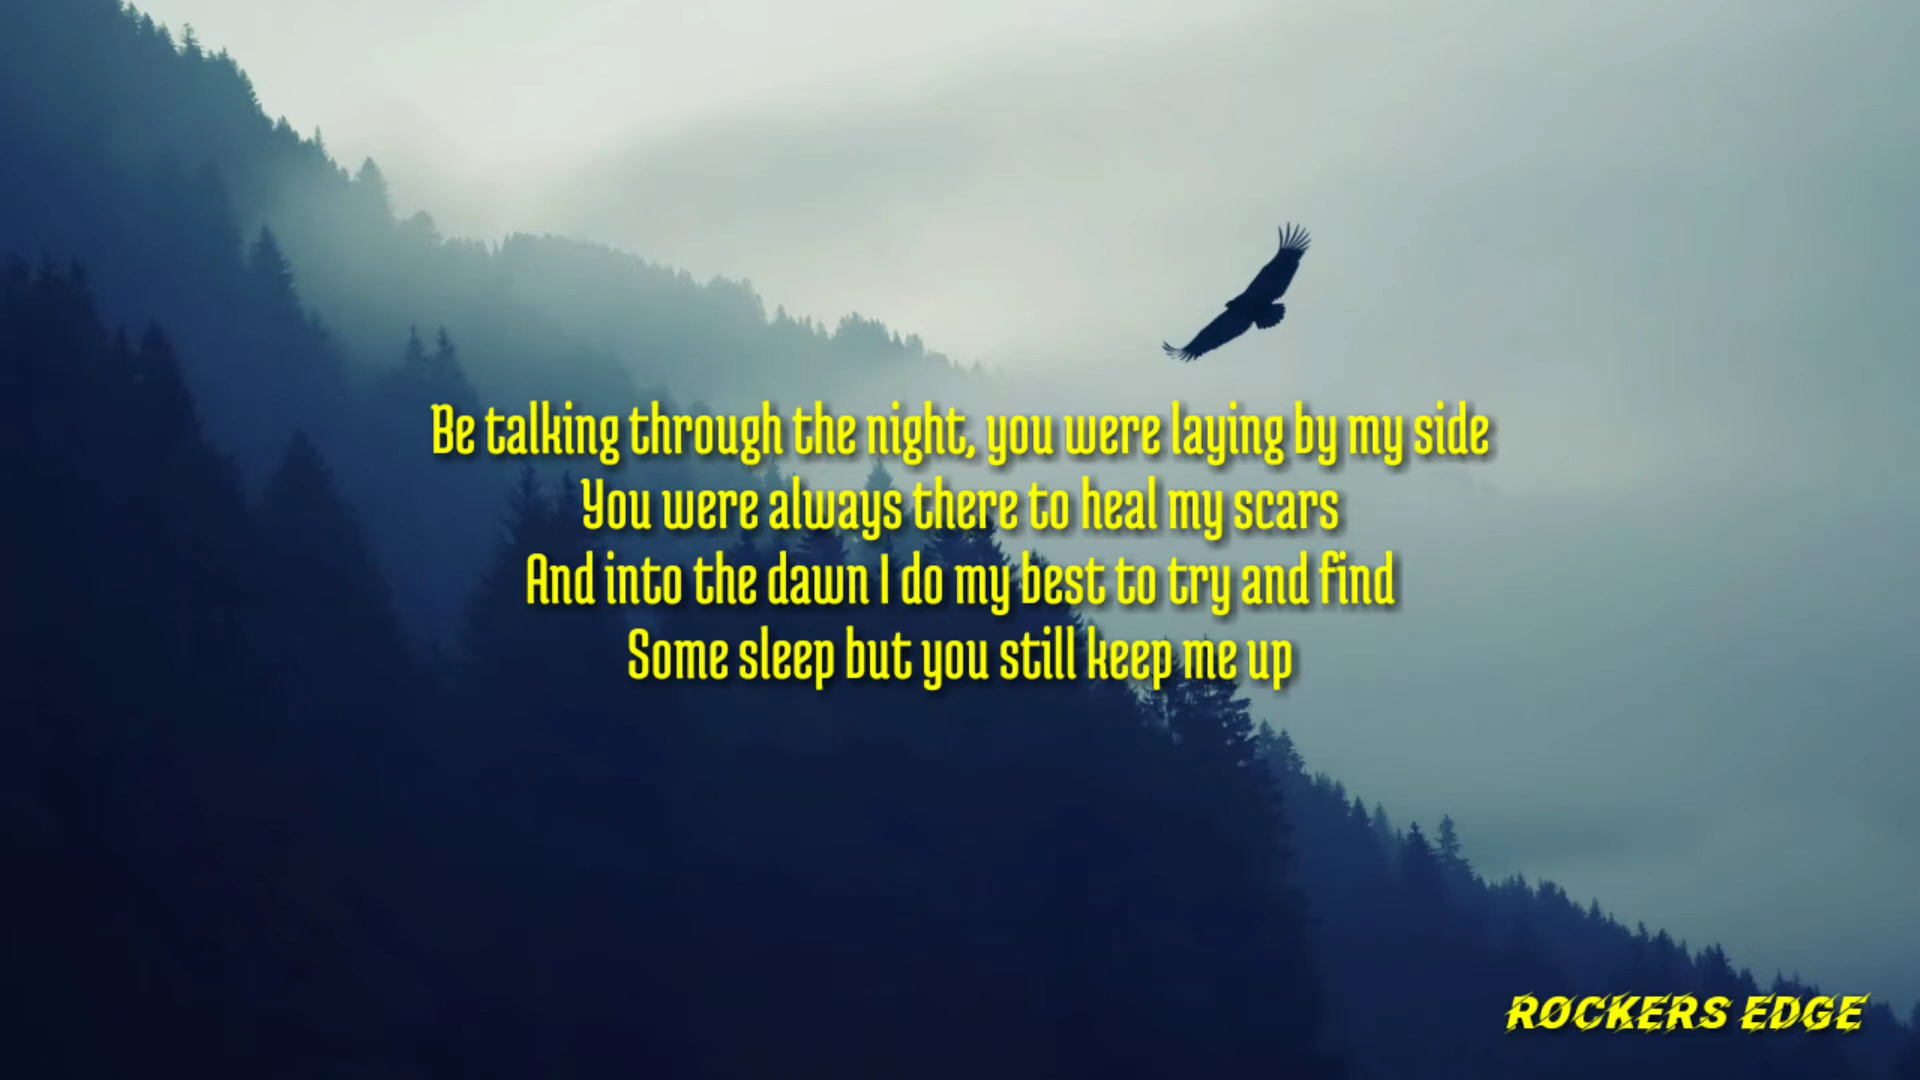 Be talking through the night, you were laying by my side
You were always there to heal my scars
And into the dawn I do my best to try and find
Some sleep but you still keep me up
ROCKERS EDGE